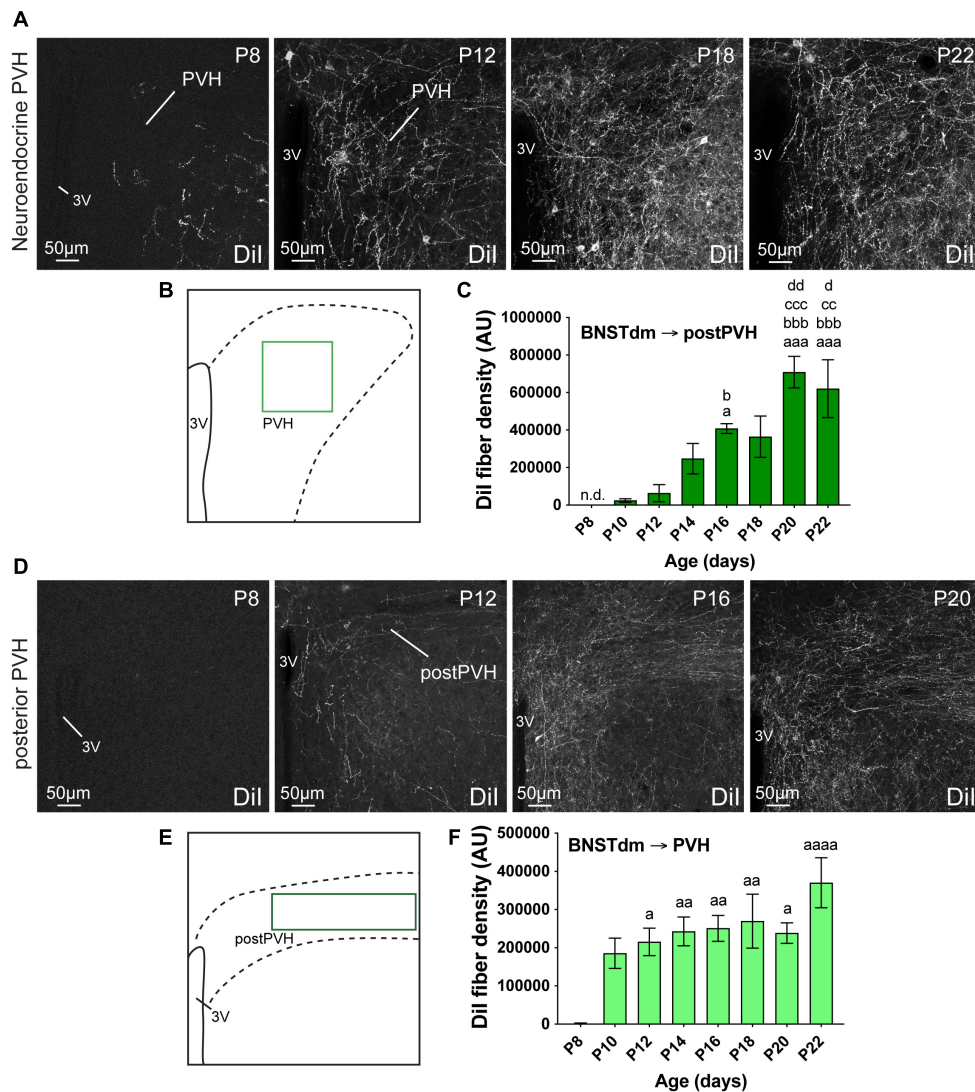 A
Neuroendocrine PVH
P8
PVH
3V
50µm
DiI
P12
PVH
3V
50µm
DiI
P18
3V
50µm
DiI
P22
3V
50µm
DiI
B
3V
PVH
C
DiI fiber density (AU)
1000000
800000
600000
400000
200000
0
BNSTdm → postPVH
n.d.
b
a
dd
ccc
bbb
aaa
d
cc
bbb
aaa
P8
P10
P12
P14
P16
P18
P20
P22
Age (days)
D
posterior PVH
P8
3V
50µm
DiI
P12
3V
postPVH
50µm
DiI
P16
3V
50µm
DiI
P20
3V
50µm
DiI
E
postPVH
3V
F
DiI fiber density (AU)
500000
400000
300000
200000
100000
0
BNSTdm → PVH
a
aa
aa
aa
a
aaaa
P8
P10
P12
P14
P16
P18
P20
P22
Age (days)